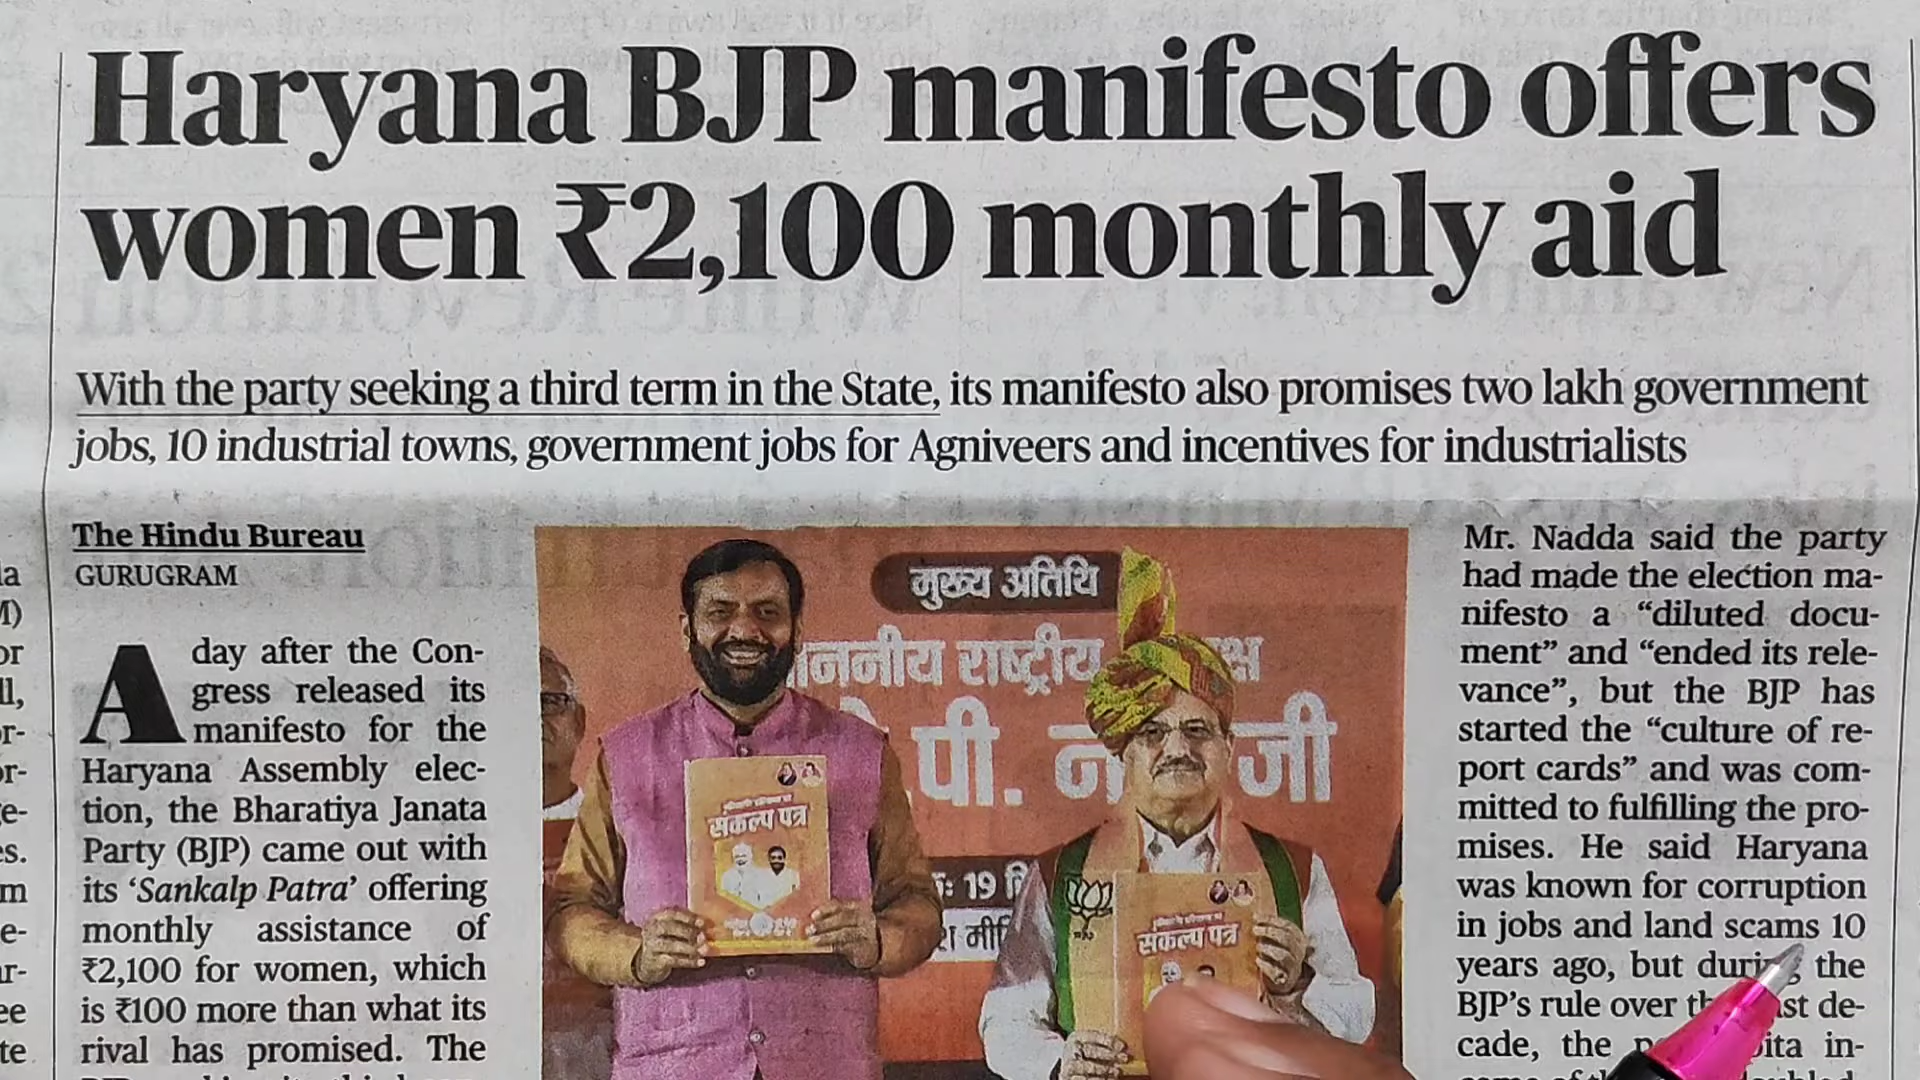 Haryana BJP manifesto offers
women ₹2,100 monthly aid
With the party seeking a third term in the State, its manifesto also promises two lakh government
jobs, 10 industrial towns, government jobs for Agniveers and incentives for industrialists
The Hindu Bureau
GURUGRAM
A day after the Con-
gress released its
manifesto for the
Haryana Assembly elec-
tion, the Bharatiya Janata
Party (BJP) came out with
its ‘Sankalp Patra’ offering
monthly assistance of
₹2,100 for women, which
is ₹100 more than what its
rival has promised. The
मुख्य अतिथि
राष्ट्रीय
.पी. जी
19
संकल्प पत्र
संकल्प पत्र
Mr. Nadda said the party
had made the election ma-
nifesto a “diluted docu-
ment” and “ended its rele-
vance”, but the BJP has
started the “culture of re-
port cards” and was com-
mitted to fulfilling the pro-
mises. He said Haryana
was known for corruption
in jobs and land scams 10
years ago, but during the
BJP’s rule over de-
cade, the in-